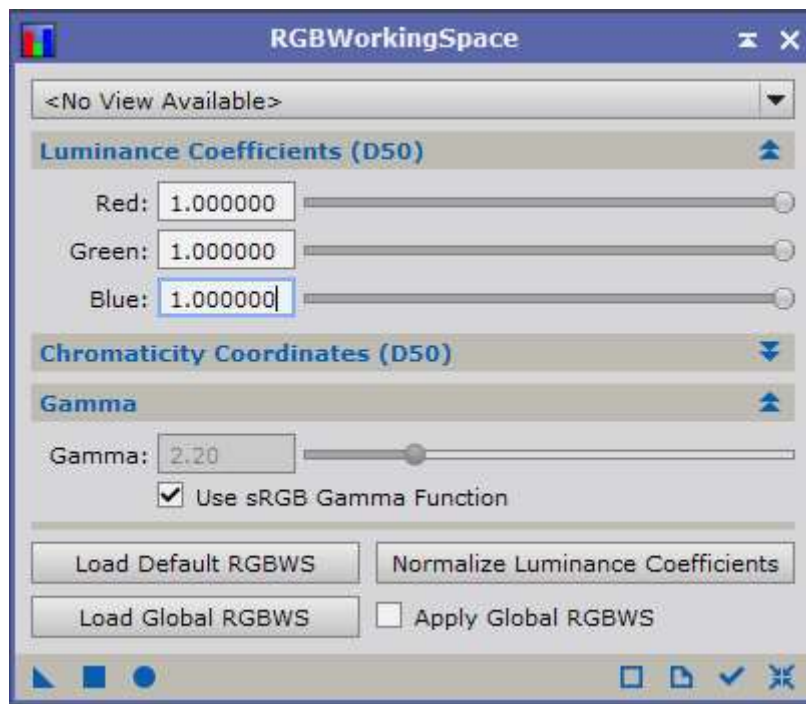 RGBWorkingSpace
<No View Available>
Luminance Coefficients (D50)
Red: 1.000000
Green: 1.000000
Blue: 1.000000
Chromaticity Coordinates (D50)
Gamma
Gamma: 2.20
Use sRGB Gamma Function
Load Default RGBWS Normalize Luminance Coefficients
Load Global RGBWS Apply Global RGBWS